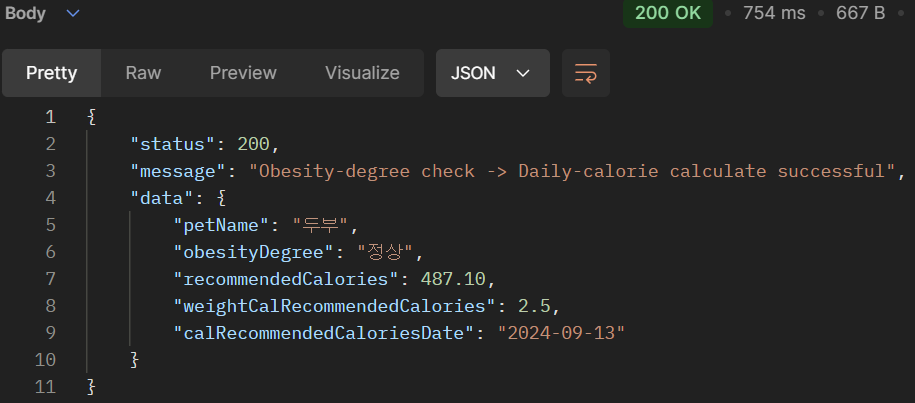 Body 200 OK 754 ms 667 B
Pretty Raw Preview Visualize JSON
1 {
2 "status": 200,
3 "message": "Obesity-degree check -> Daily-calorie calculate successful",
4 "data": {
5 "petName": "두부",
6 "obesityDegree": "정상",
7 "recommendedCalories": 487.10,
8 "weightCalRecommendedCalories": 2.5,
9 "calRecommendedCaloriesDate": "2024-09-13"
10 }
11 }